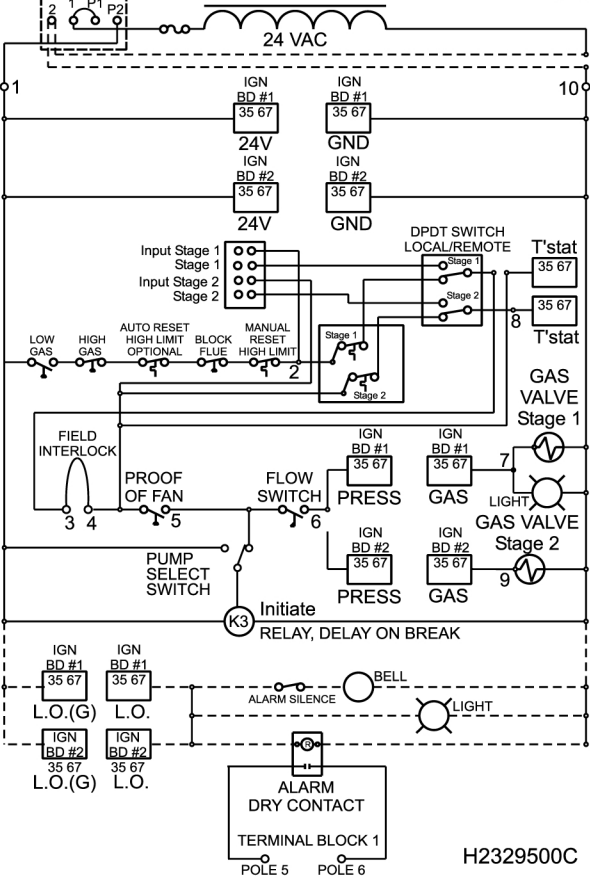 2 1 P1 P2
24 VAC
1
10
IGN
BD #1
35 67
24V
IGN
BD #1
35 67
GND
IGN
BD #2
35 67
24V
IGN
BD #2
35 67
GND
DPDT SWITCH
LOCAL/REMOTE
Input Stage 1
Stage 1
Input Stage 2
Stage 2
Stage 1
Stage 2
T'stat
35 67
35 67
T'stat
8
LOW
GAS
HIGH
GAS
AUTO RESET
HIGH LIMIT
OPTIONAL
BLOCK
FLUE
MANUAL
RESET
HIGH LIMIT
2
Stage 1
Stage 2
GAS
VALVE
Stage 1
FIELD
INTERLOCK
3 4
PROOF
OF FAN
5
FLOW
SWITCH
6
IGN
BD #1
35 67
PRESS
IGN
BD #1
35 67
GAS
7
LIGHT
GAS VALVE
Stage 2
IGN
BD #2
35 67
PRESS
IGN
BD #2
35 67
GAS
9
PUMP
SELECT
SWITCH
K3
Initiate
RELAY, DELAY ON BREAK
IGN
BD #1
35 67
L.O.(G)
IGN
BD #1
35 67
L.O.
BELL
ALARM SILENCE
LIGHT
IGN
BD #2
35 67
L.O.(G)
IGN
BD #2
35 67
L.O.
R
ALARM
DRY CONTACT
TERMINAL BLOCK 1
POLE 5 POLE 6
H2329500C